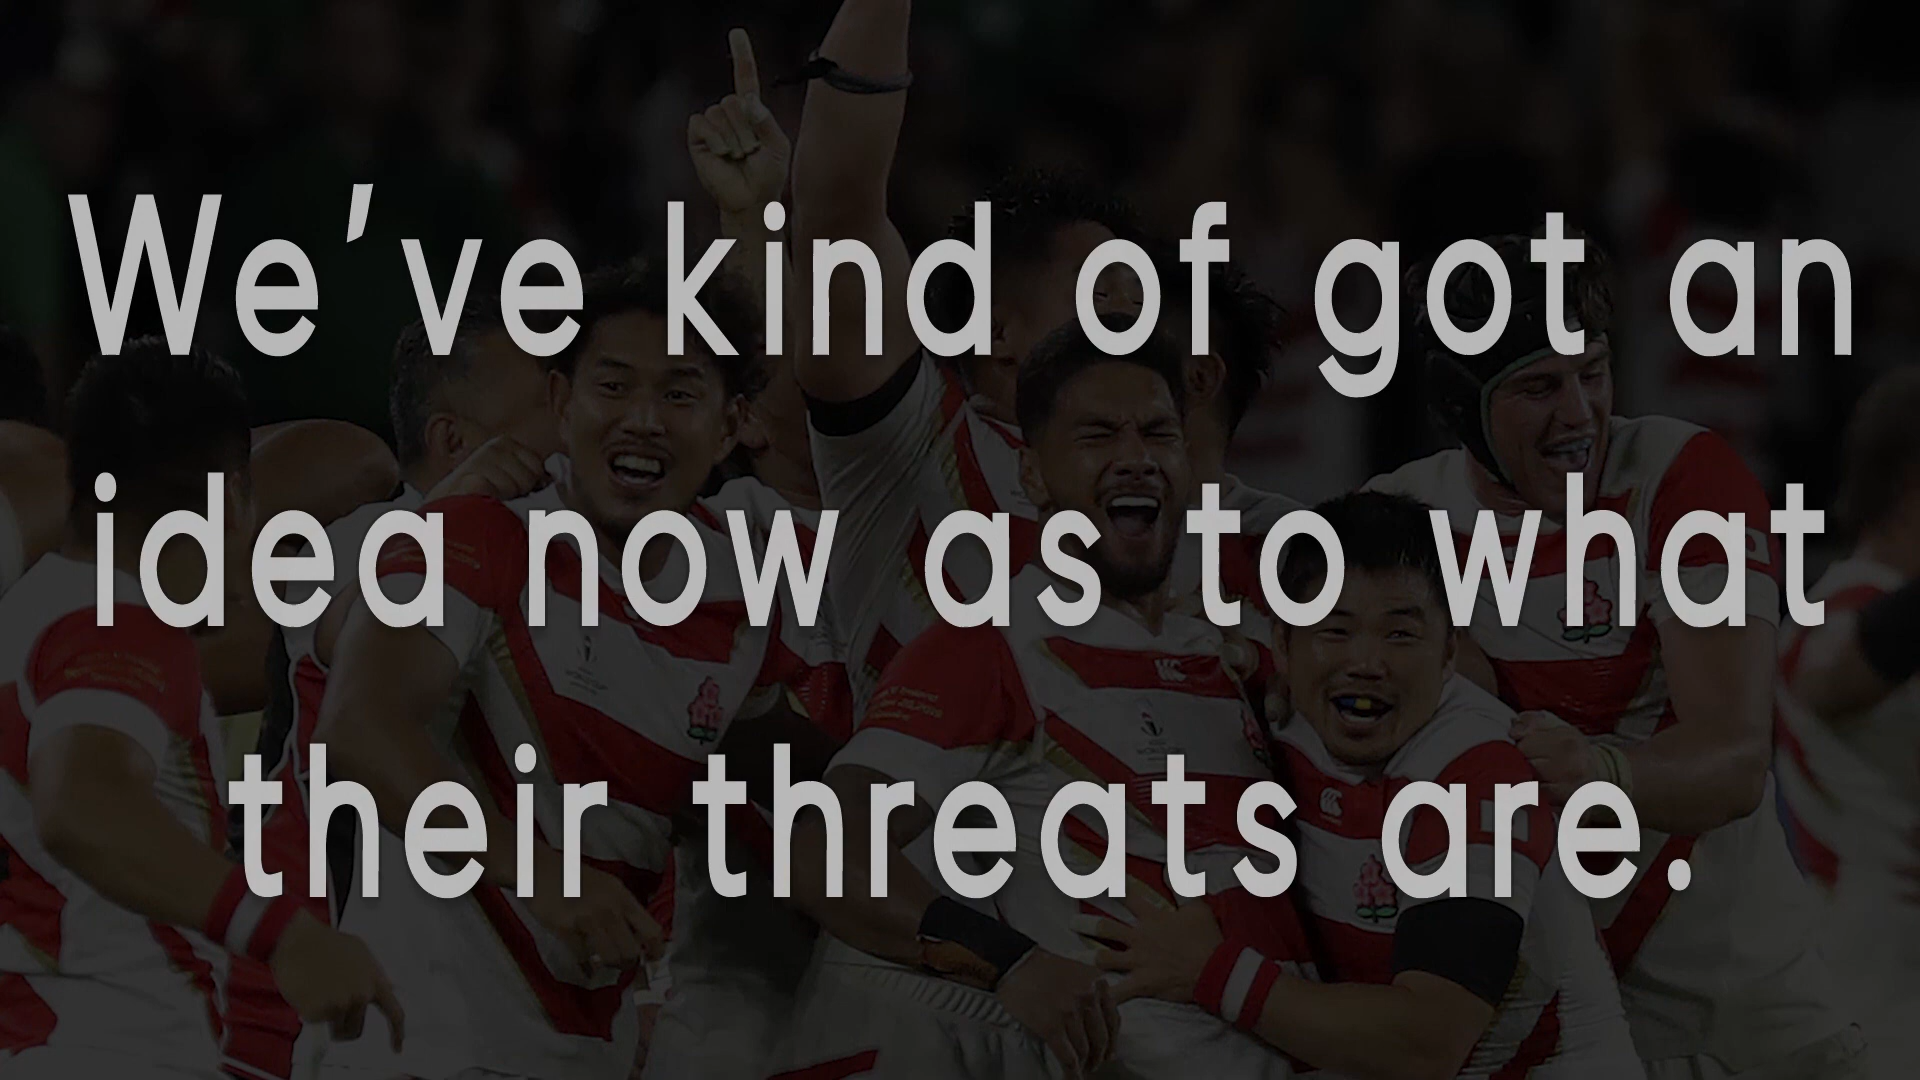 We've kind of got an
idea now as to what
their threats are.